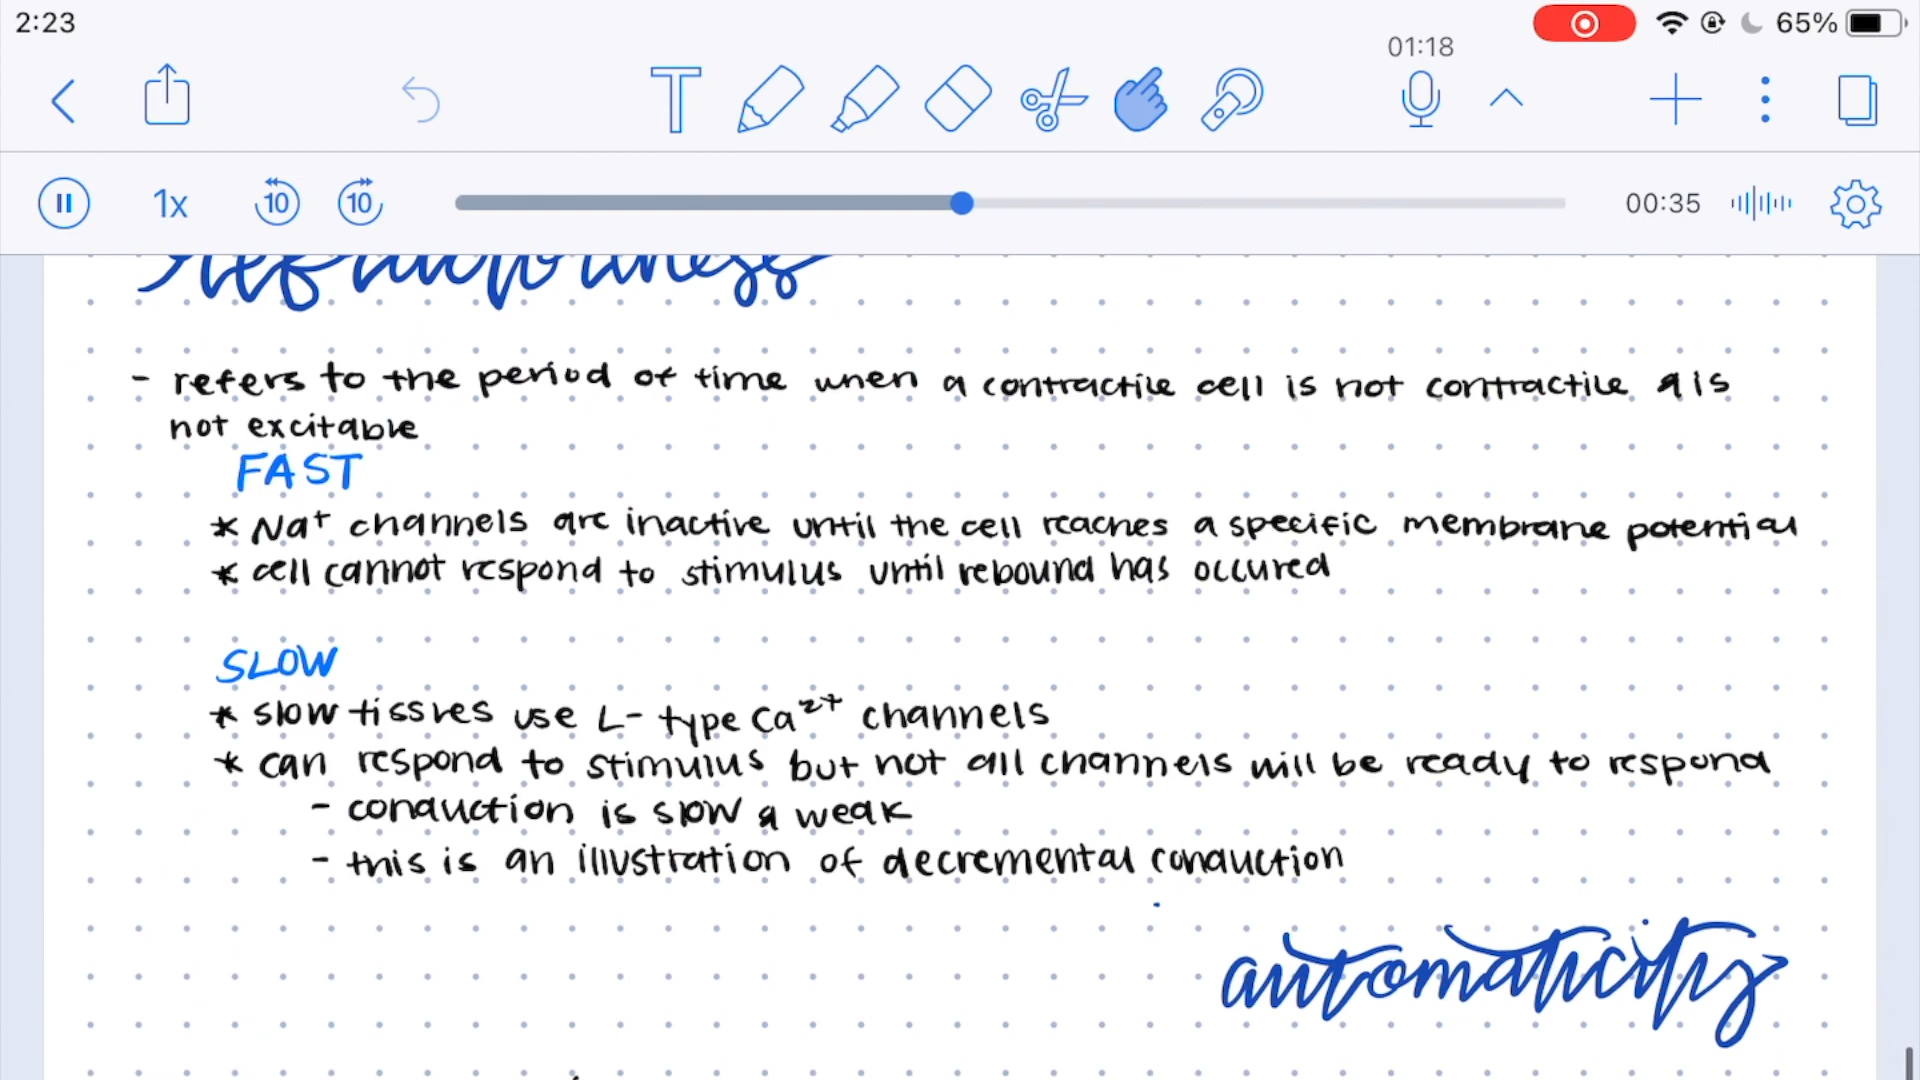 2:23
65%
01:18
T
1x
10
10
00:35
Refractoriness
- refers to the period of time when a contractile cell is not contractile & is
not excitable
FAST
* Na+ channels are inactive until the cell reaches a specific membrane potential
* cell cannot respond to stimulus until rebound has occured
SLOW
* slow tissues use L-type Ca²⁺ channels
* can respond to stimulus but not all channels will be ready to respond
- conduction is slow & weak
- this is an illustration of decremental conduction
automaticity